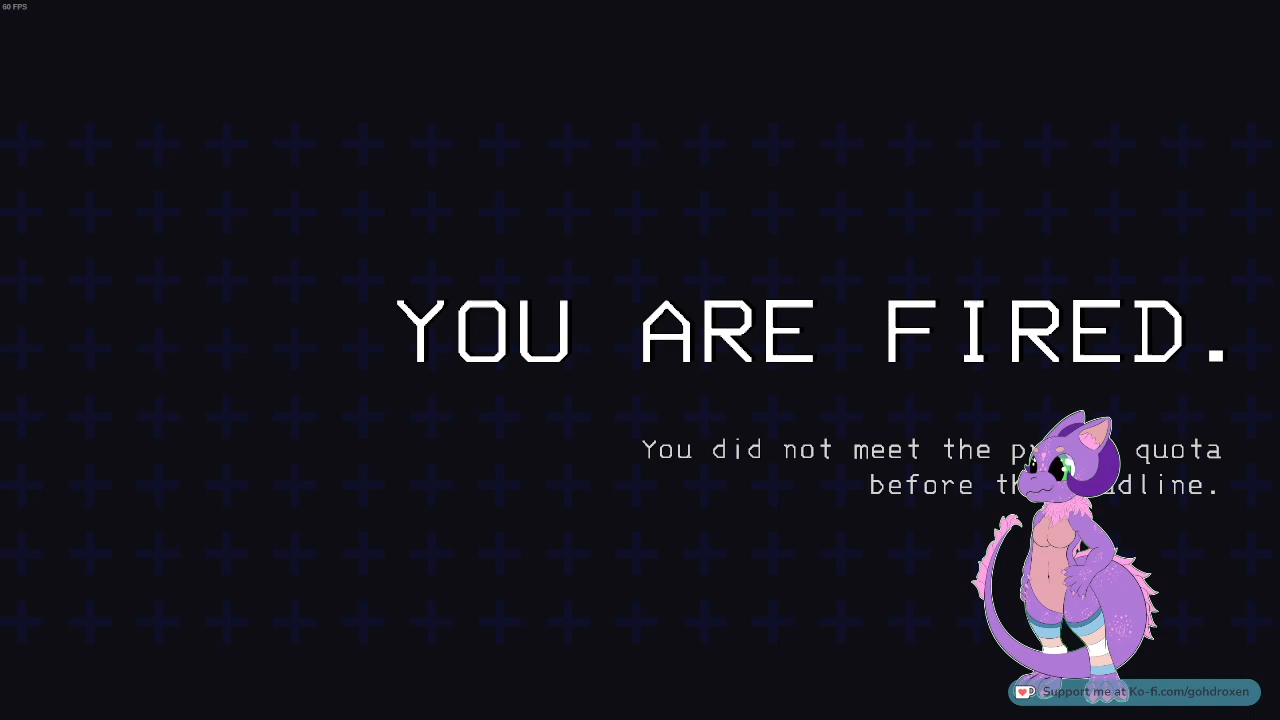 60 FPS
YOU ARE FIRED.
You did not meet the quota
before dline.
Support me at Ko-fi.com/gohdroxen